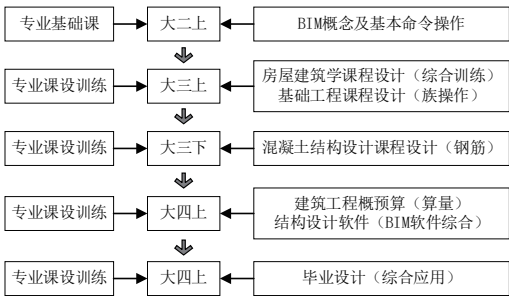 专业基础课 大二上 BIM概念及基本命令操作
专业课设训练 大三上 房屋建筑学课程设计（综合训练）
基础工程课程设计（族操作）
专业课设训练 大三下 混凝土结构设计课程设计（钢筋）
专业课设训练 大四上 建筑工程概预算（算量）
结构设计软件（BIM软件综合）
专业课设训练 大四上 毕业设计（综合应用）